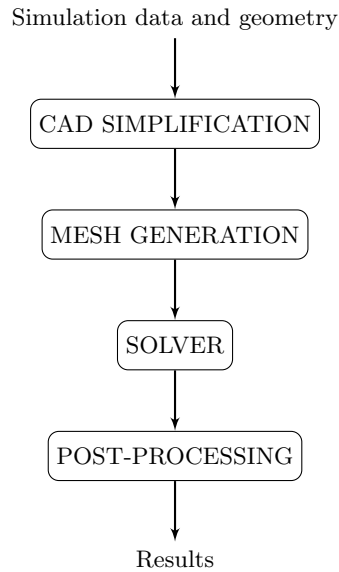 Simulation data and geometry
CAD SIMPLIFICATION
MESH GENERATION
SOLVER
POST-PROCESSING
Results